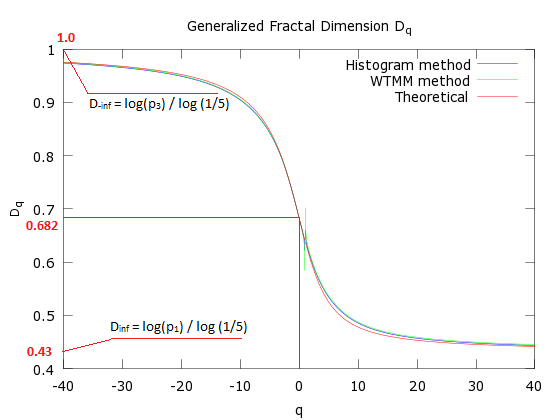 Generalized Fractal Dimension Dq
1.0
1
Histogram method
WTMM method
Theoretical
D-inf = log(p3) / log (1/5)
0.9
0.8
0.7
Dq
0.682
0.6
0.5
Dinf = log(p1) / log (1/5)
0.43
0.4
-40 -30 -20 -10 0 10 20 30 40
q